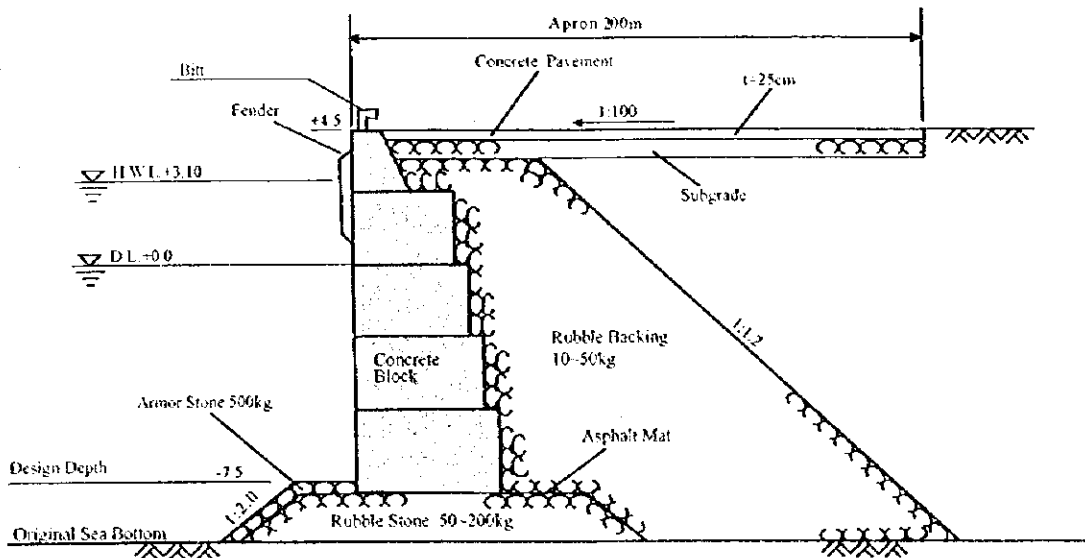 Apron 200m
Bitt
Concrete Pavement
t=25cm
Fender
+4.5
1:100
H.W.L.+3.10
Subgrade
D.L.+0.0
Rubble Backing
10~50kg
1:1.2
Concrete
Block
Armor Stone 500kg
Asphalt Mat
Design Depth
-7.5
1:2.0
Rubble Stone 50~200kg
Original Sea Bottom